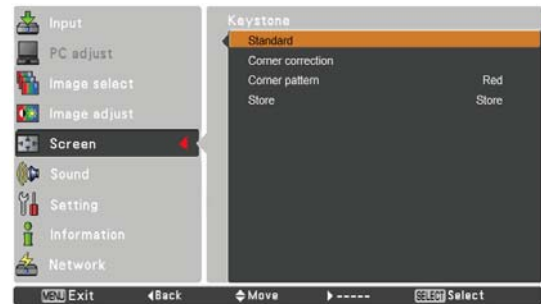 Input
PC adjust
Image select
Image adjust
Screen
Sound
Setting
Information
Network
Keystone
Standard
Corner correction
Corner pattern Red
Store Store
MENU Exit ◀Back Move ▶ ----- SELECT Select